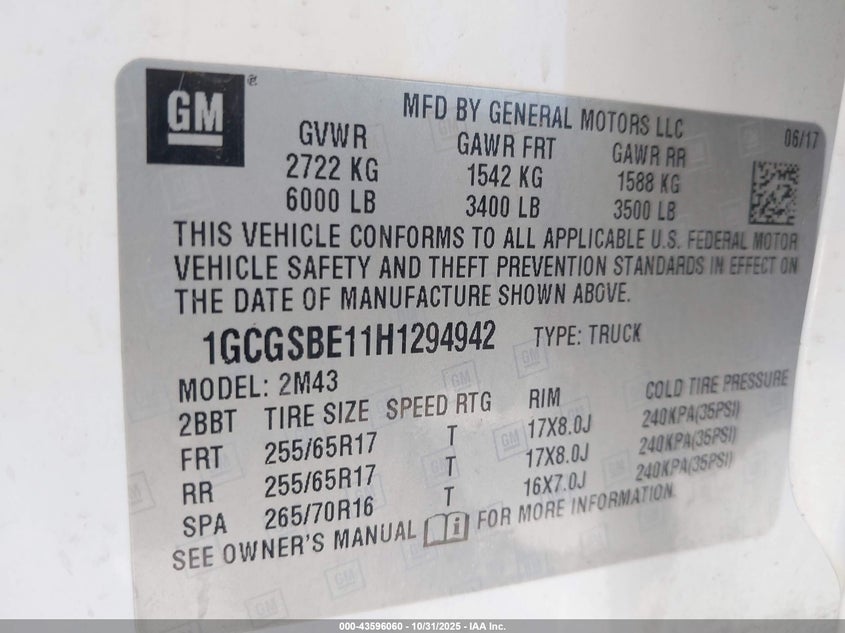 GM®
MFD BY GENERAL MOTORS LLC
06/17
GVWR GAWR FRT GAWR RR
2722 KG 1542 KG 1588 KG
6000 LB 3400 LB 3500 LB
THIS VEHICLE CONFORMS TO ALL APPLICABLE U.S. FEDERAL MOTOR
VEHICLE SAFETY AND THEFT PREVENTION STANDARDS IN EFFECT ON
THE DATE OF MANUFACTURE SHOWN ABOVE.
1GCGSBE11H1294942 TYPE: TRUCK
MODEL: 2M43
2BBT TIRE SIZE SPEED RTG RIM COLD TIRE PRESSURE
FRT 255/65R17 T 17X8.0J 240KPA(35PSI)
RR 255/65R17 T 17X8.0J 240KPA(35PSI)
SPA 265/70R16 T 16X7.0J 240KPA(35PSI)
SEE OWNER'S MANUAL FOR MORE INFORMATION.
000-43596060 - 10/31/2025 - IAA Inc.